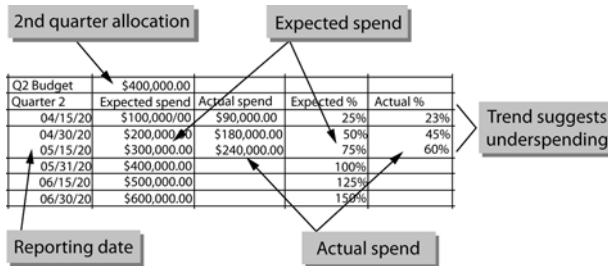 2nd quarter allocation
Expected spend
Q2 Budget $400,000.00
Quarter 2 Expected spend Actual spend Expected % Actual %
04/15/20 $100,000/00 $90,000.00 25% 23%
04/30/20 $200,000.00 $180,000.00 50% 45%
05/15/20 $300,000.00 $240,000.00 75% 60%
05/31/20 $400,000.00 100%
06/15/20 $500,000.00 125%
06/30/20 $600,000.00 150%
Trend suggests
underspending
Reporting date
Actual spend